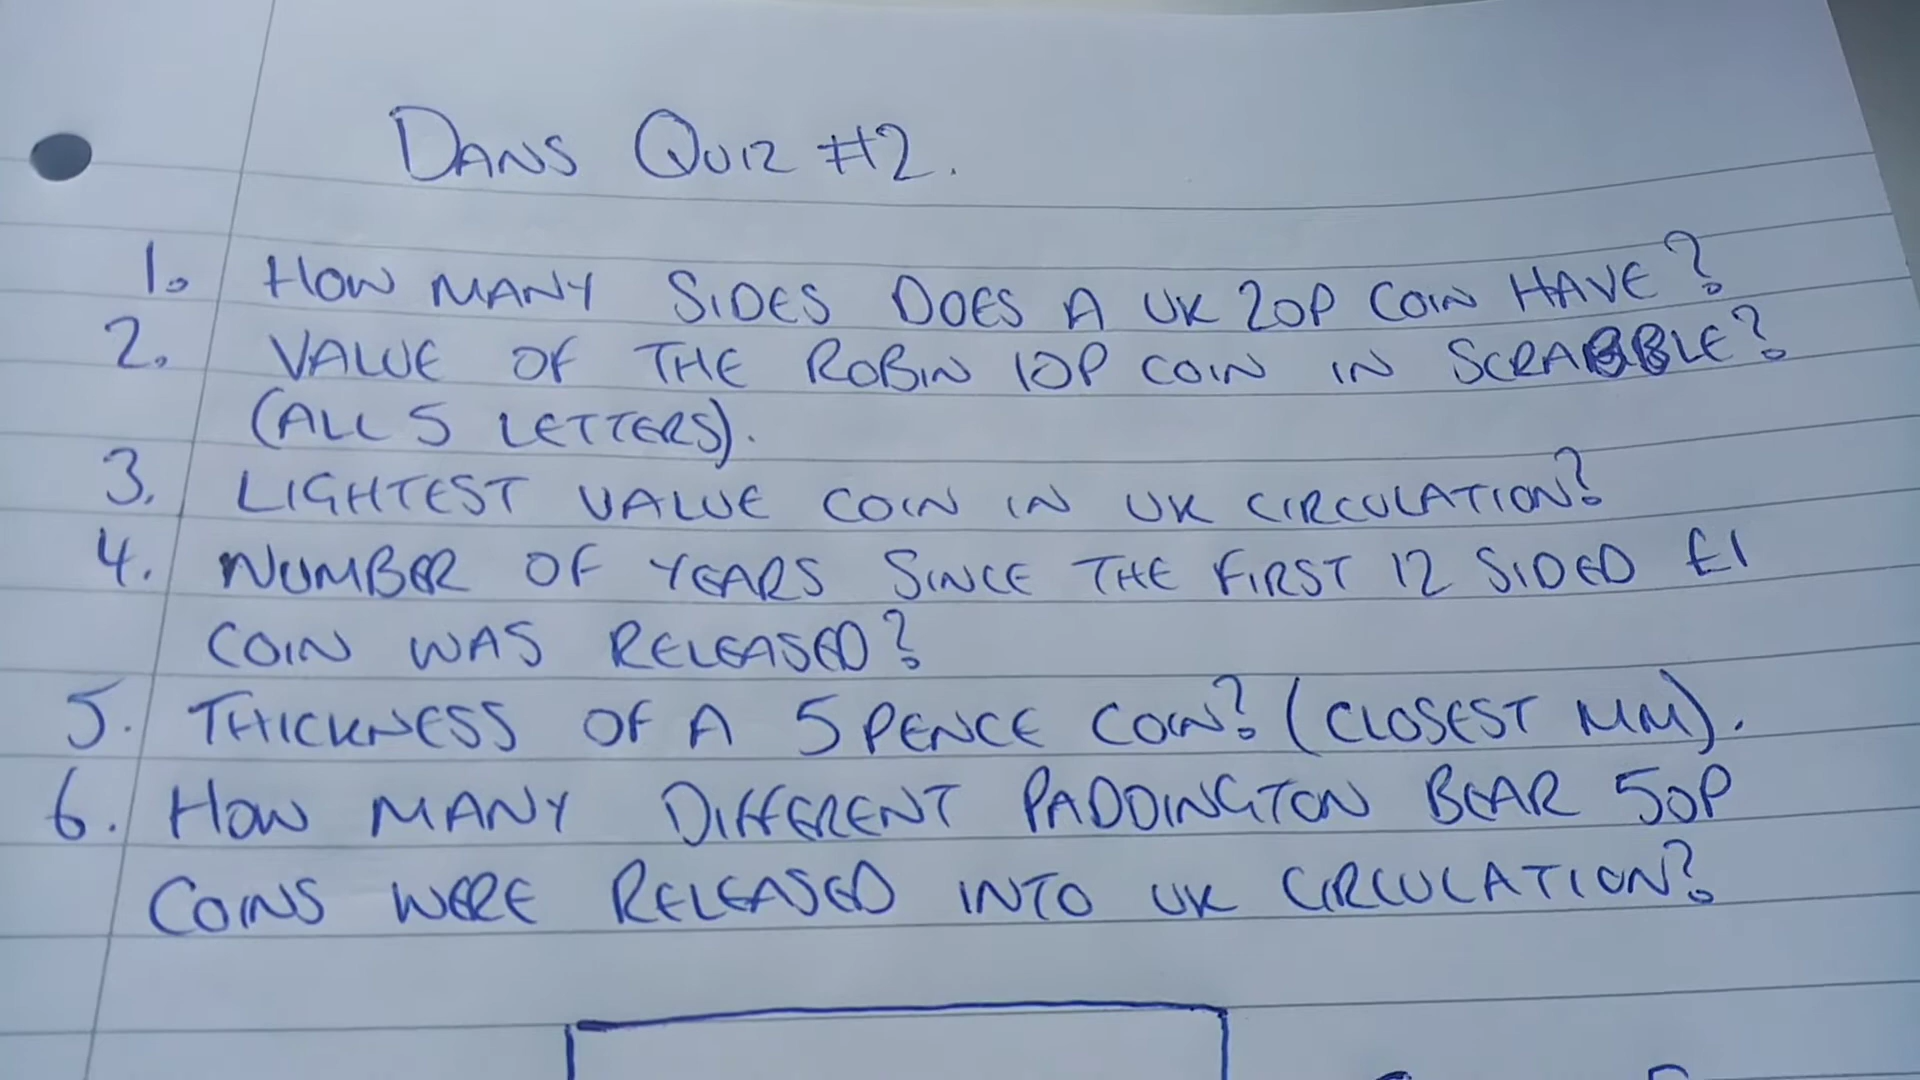 DANS QUIZ #2.
1. HOW MANY SIDES DOES A UK 20P COIN HAVE?
2. VALUE OF THE ROBIN 10P COIN IN SCRABBLE?
(ALL 5 LETTERS).
3. LIGHTEST VALUE COIN IN UK CIRCULATION?
4. NUMBER OF YEARS SINCE THE FIRST 12 SIDED £1
COIN WAS RELEASED?
5. THICKNESS OF A 5 PENCE COIN? (CLOSEST MM).
6. HOW MANY DIFFERENT PADDINGTON BEAR 50P
COINS WERE RELEASED INTO UK CIRCULATION?